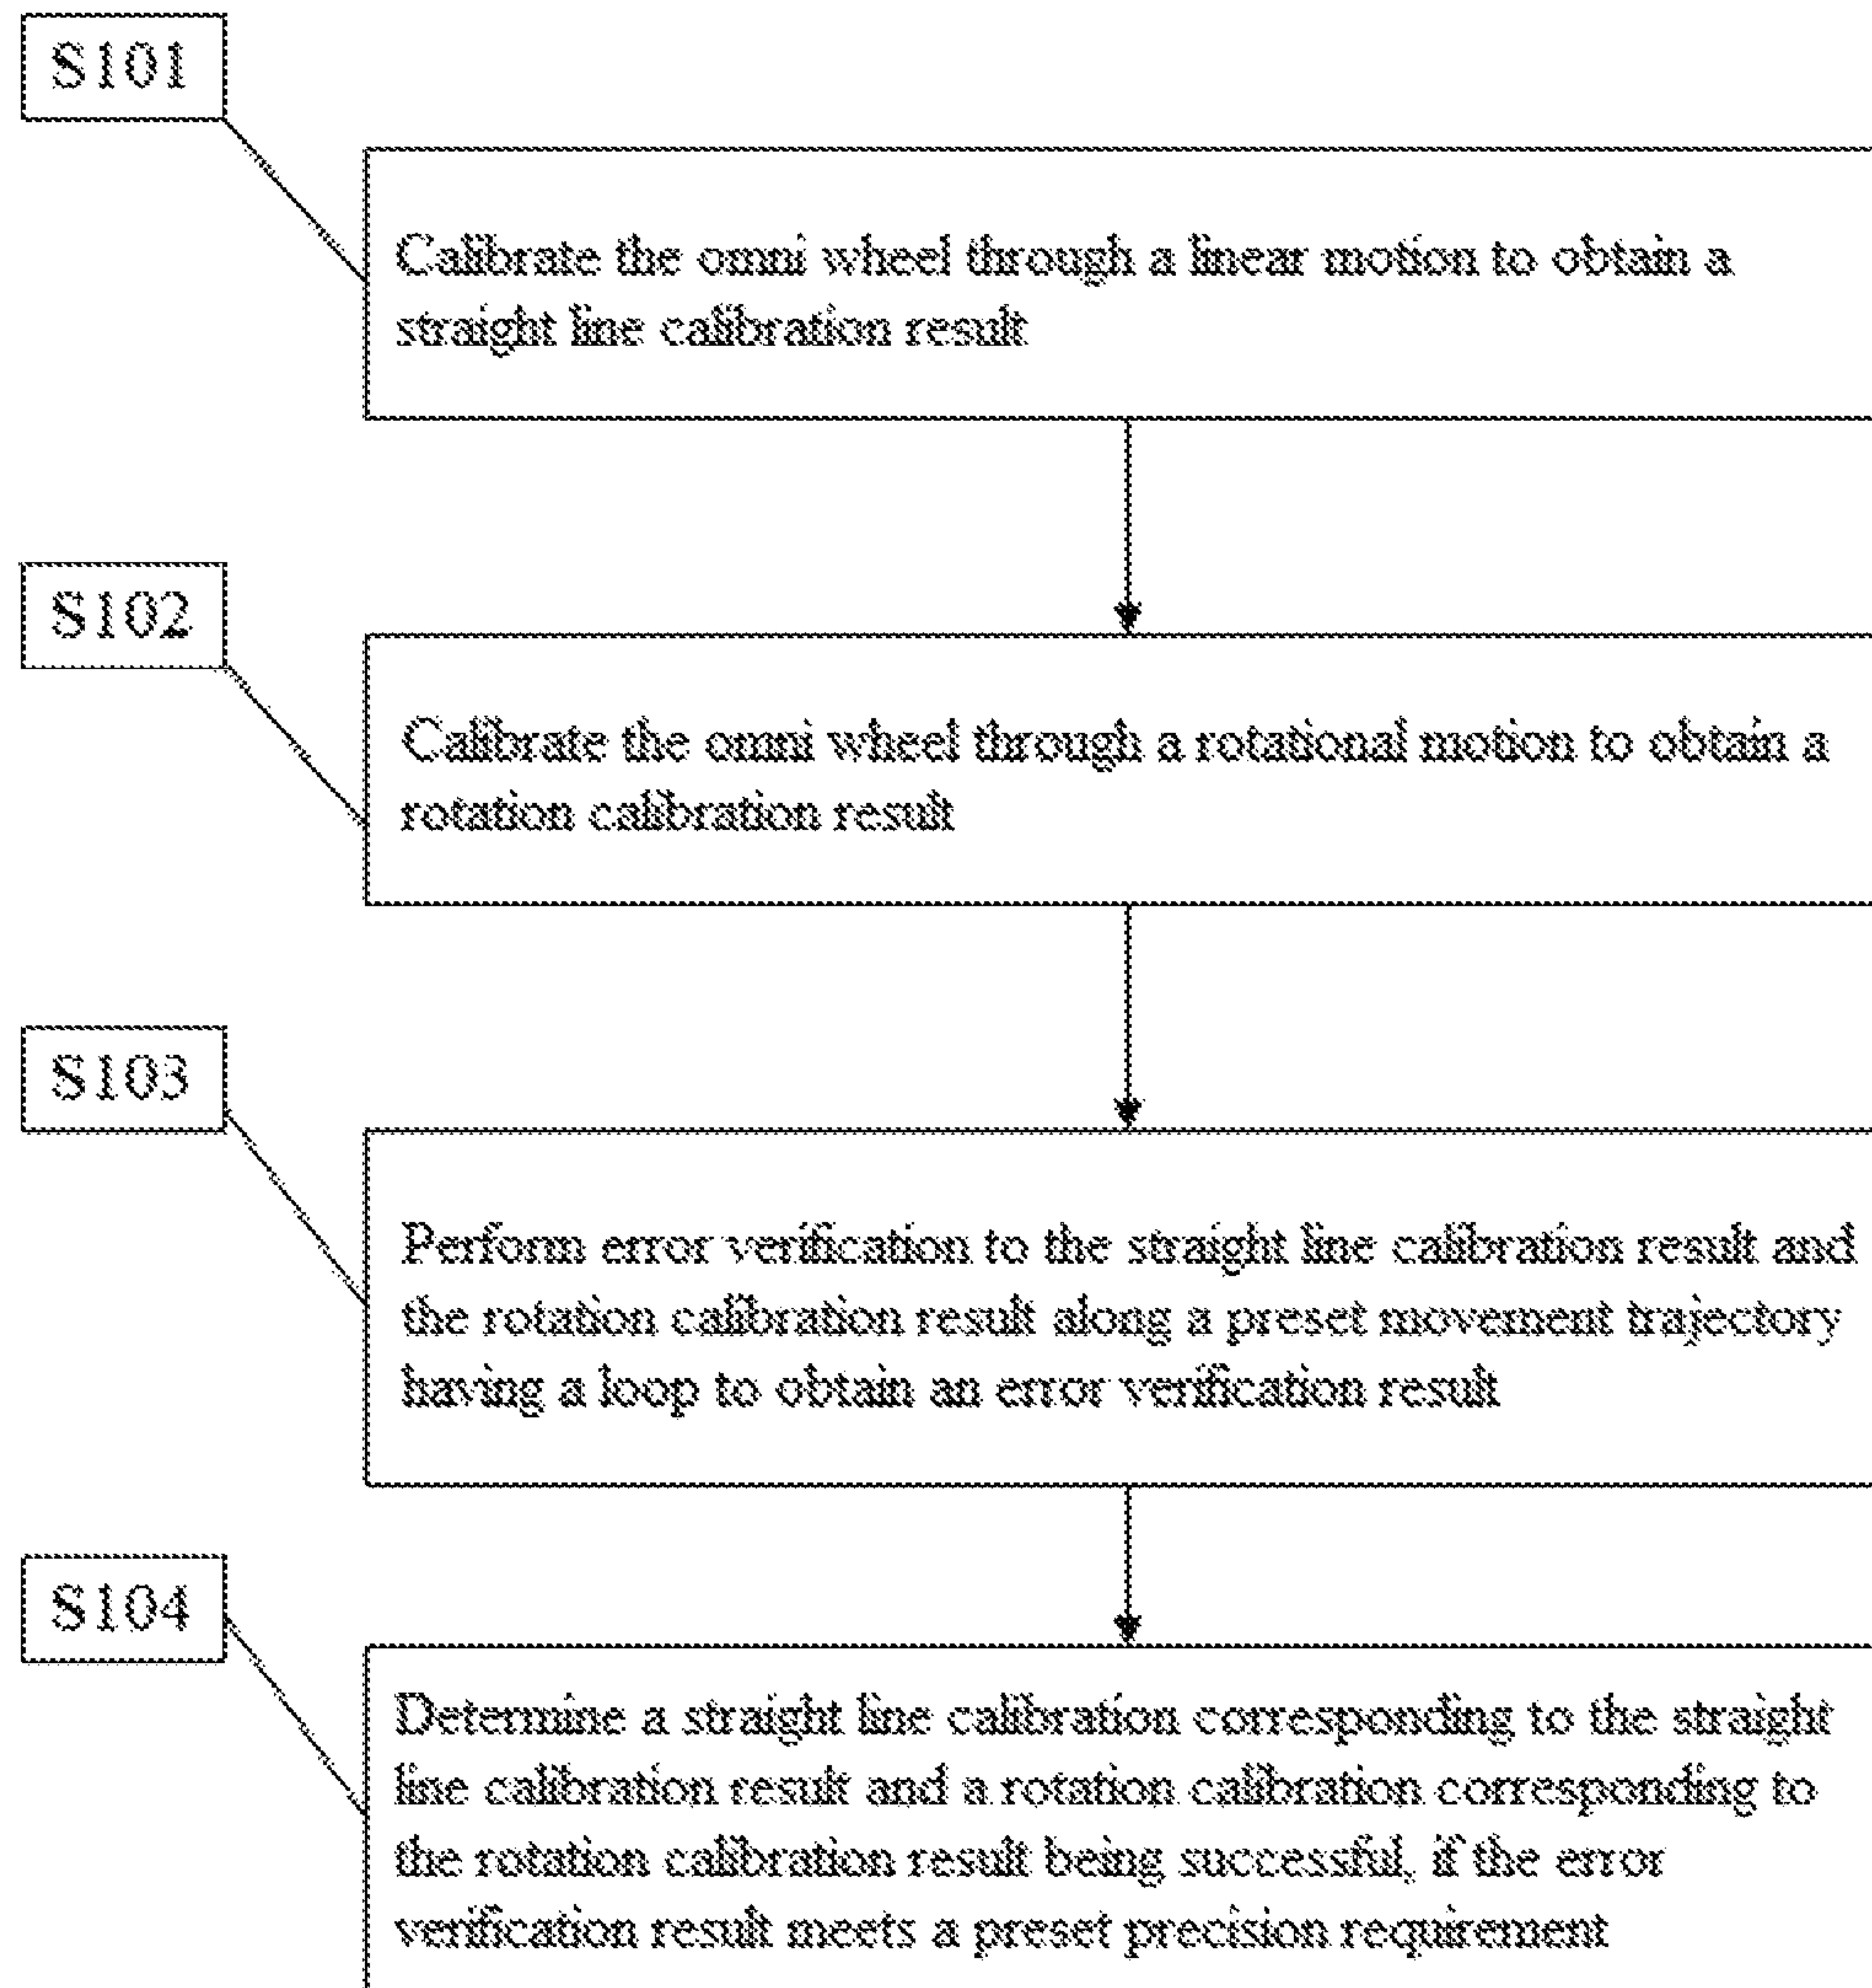 S101
Calibrate the omni wheel through a linear motion to obtain a
straight line calibration result
S102
Calibrate the omni wheel through a rotational motion to obtain a
rotation calibration result
S103
Perform error verification to the straight line calibration result and
the rotation calibration result along a preset movement trajectory
having a loop to obtain an error verification result
S104
Determine a straight line calibration corresponding to the straight
line calibration result and a rotation calibration corresponding to
the rotation calibration result being successful, if the error
verification result meets a preset precision requirement